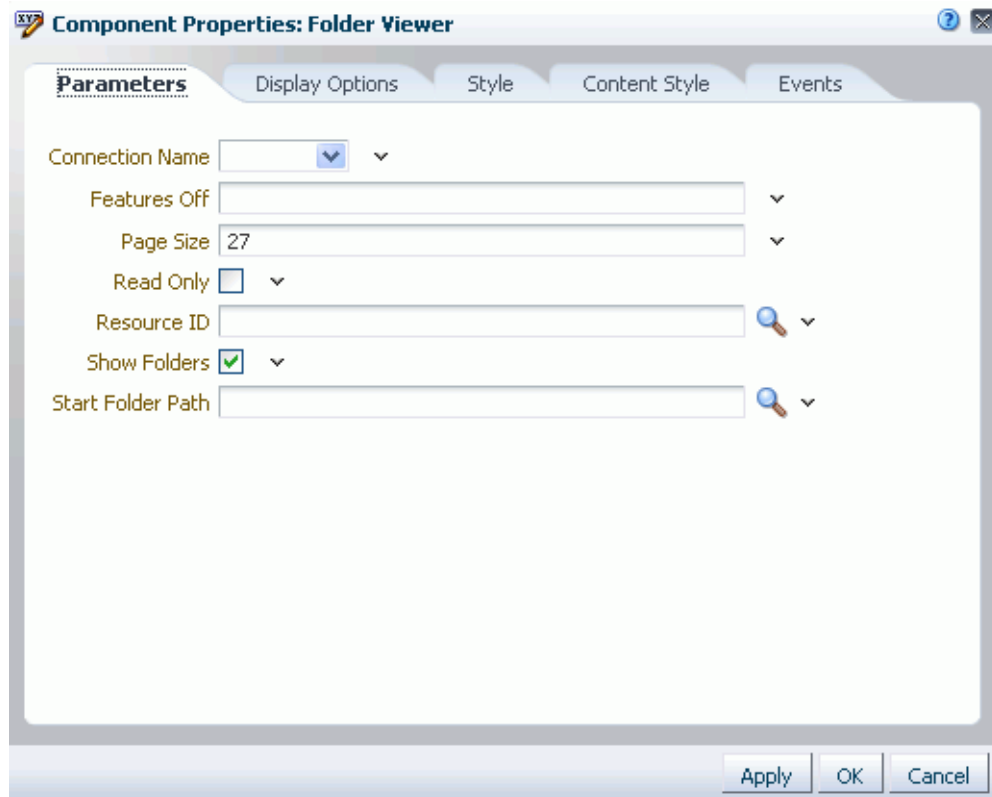 Component Properties: Folder Viewer
Parameters Display Options Style Content Style Events
Connection Name
Features Off
Page Size 27
Read Only
Resource ID
Show Folders
Start Folder Path
Apply OK Cancel